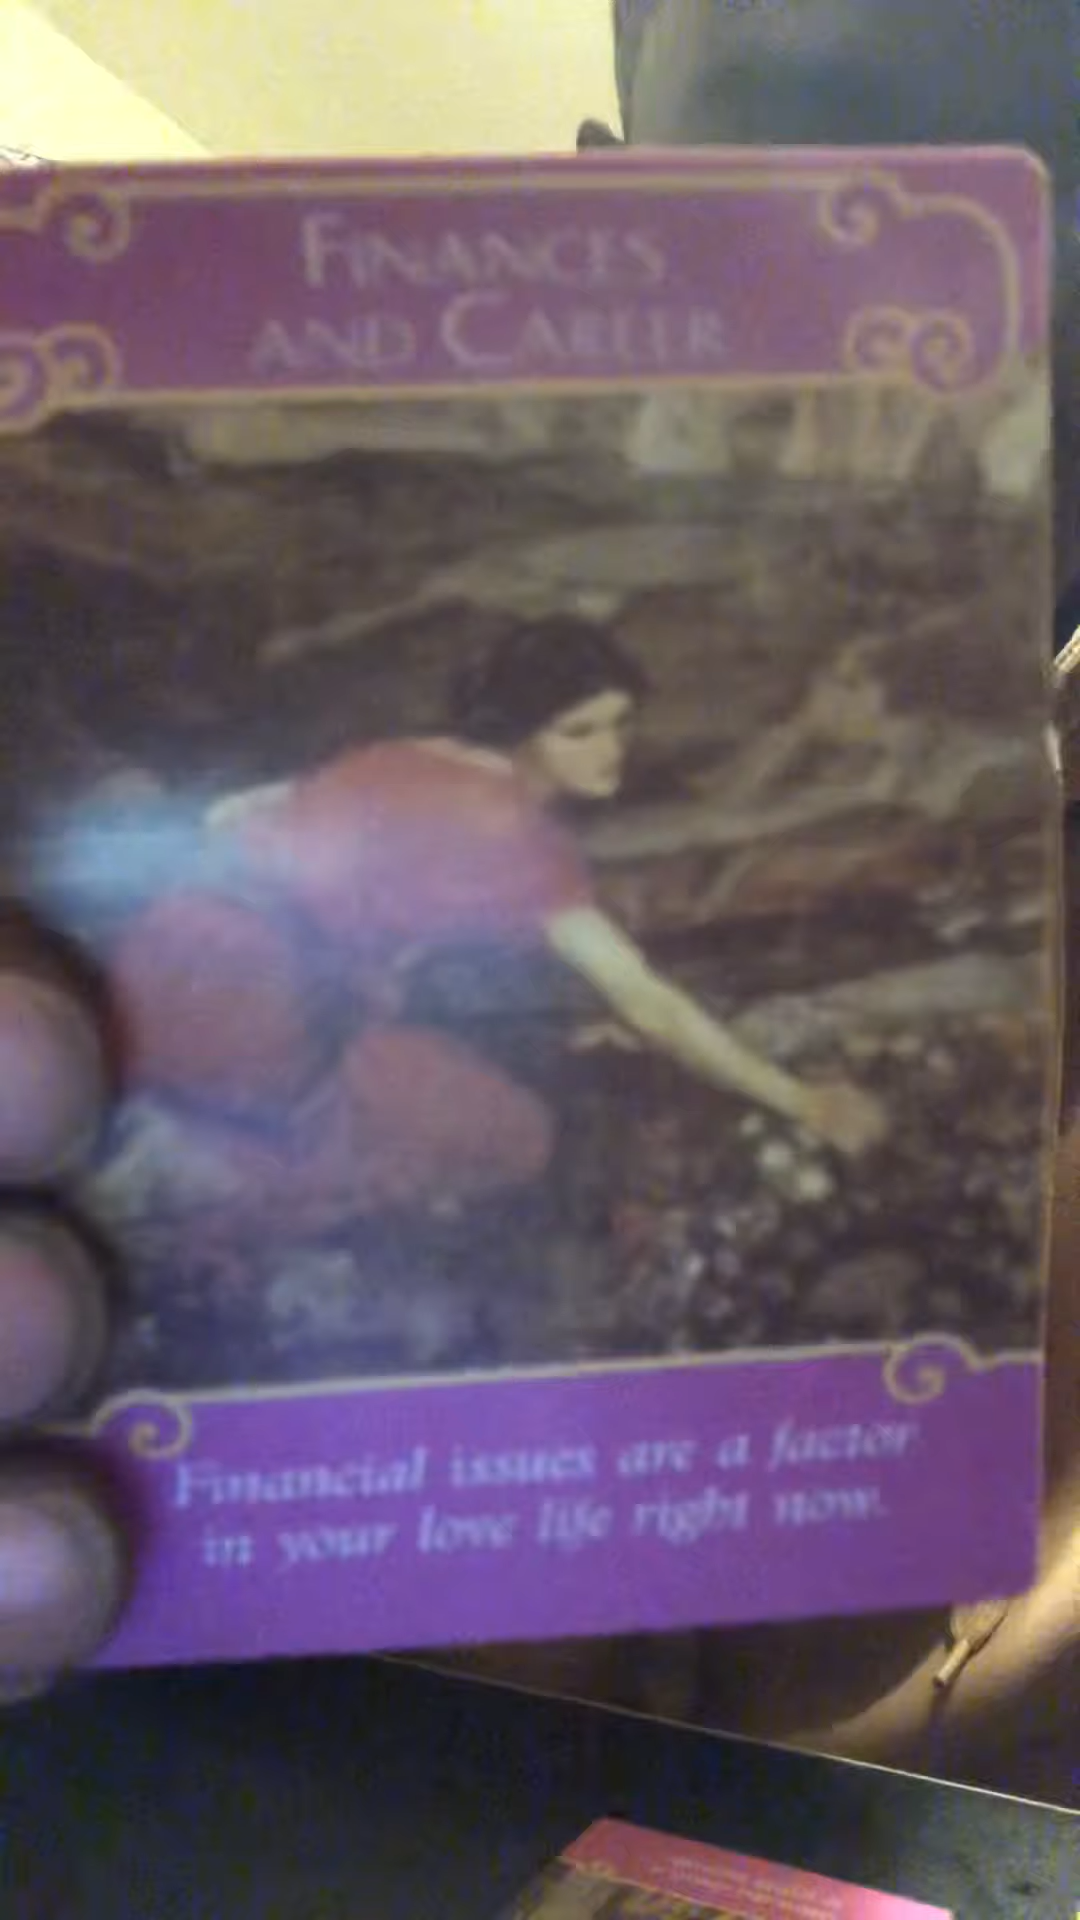 FINANCES
AND CAREER
Financial issues are a factor
in your love life right now.